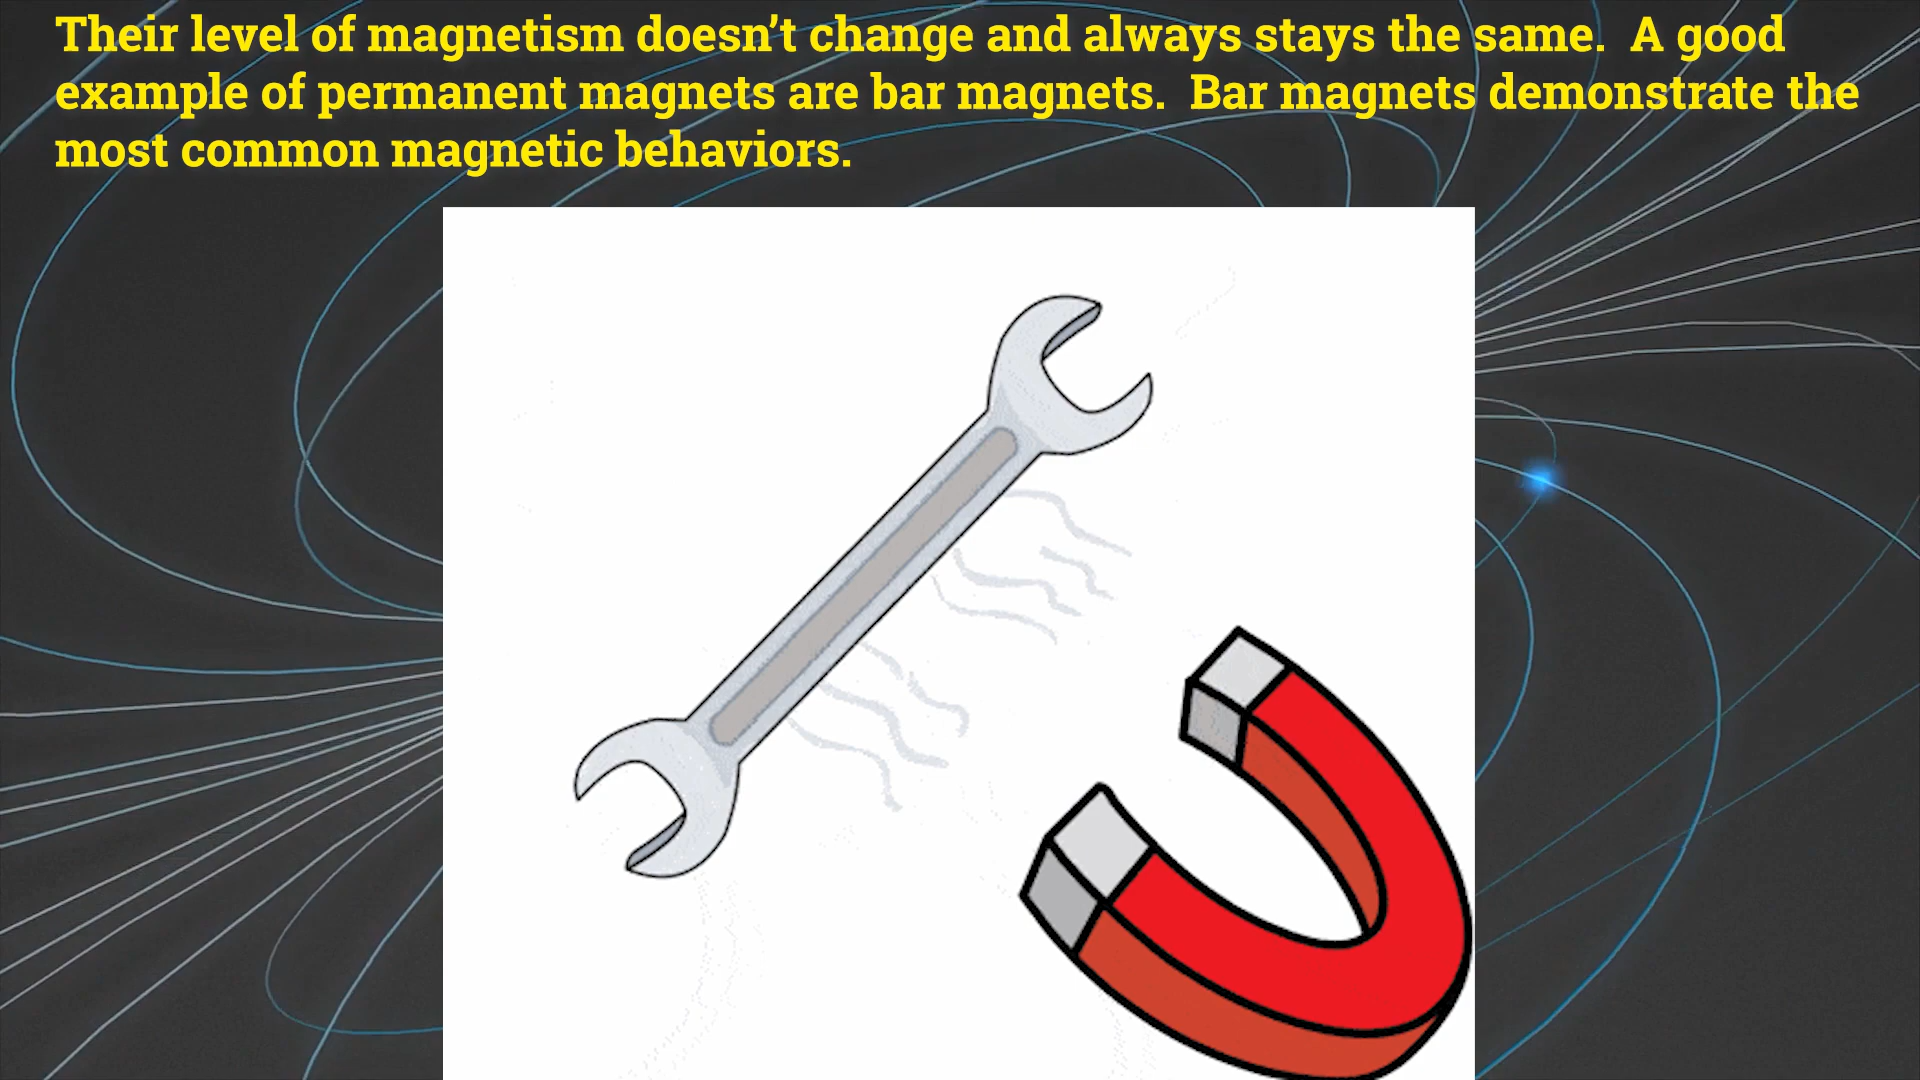 Their level of magnetism doesn’t change and always stays the same.  A good
example of permanent magnets are bar magnets.  Bar magnets demonstrate the
most common magnetic behaviors.